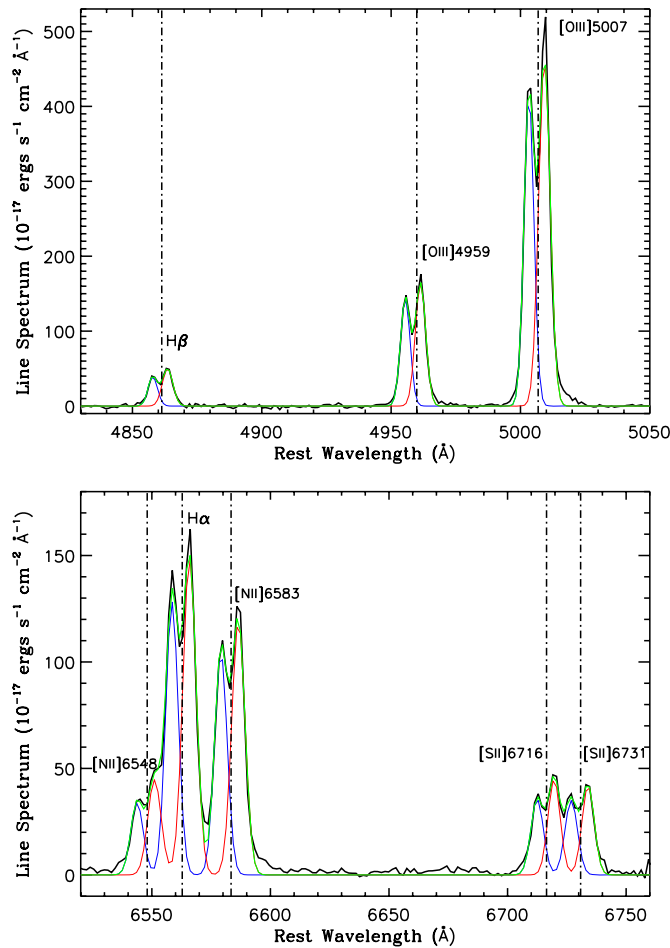 [OIII]5007
500
400
300
200
100
0
Line Spectrum (10⁻¹⁷ ergs s⁻¹ cm⁻² Å⁻¹)
[OIII]4959
Hβ
4850 4900 4950 5000 5050
Rest Wavelength (Å)
Hα
150
100
50
0
Line Spectrum (10⁻¹⁷ ergs s⁻¹ cm⁻² Å⁻¹)
[NII]6583
[NII]6548
[SII]6716 [SII]6731
6550 6600 6650 6700 6750
Rest Wavelength (Å)